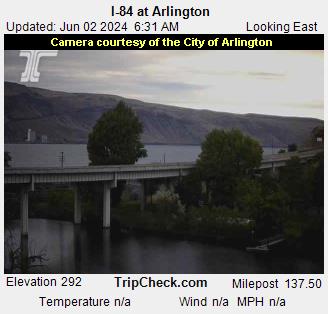 I-84 at Arlington
Updated: Jun 02 2024 6:31 AM Looking East
Camera courtesy of the City of Arlington
Elevation 292 TripCheck.com Milepost 137.50
Temperature n/a Wind n/a MPH n/a